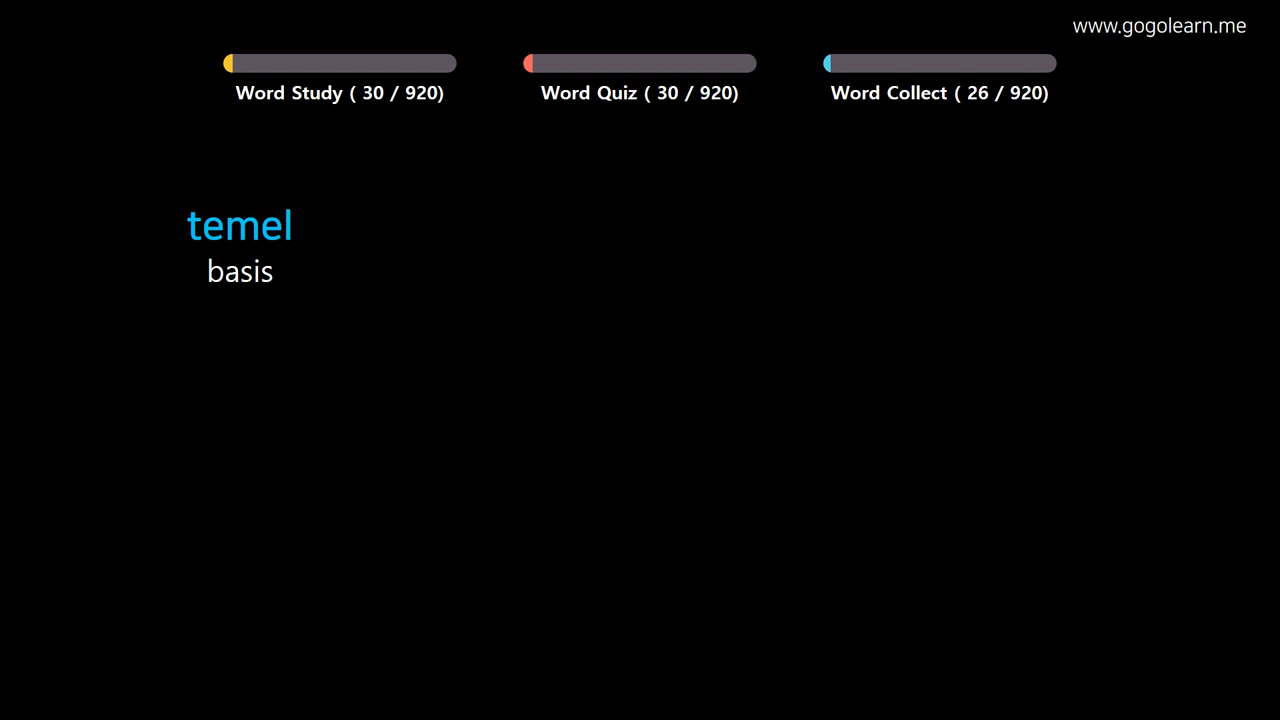 www.gogolearn.me
Word Study ( 30 / 920)
Word Quiz ( 30 / 920)
Word Collect ( 26 / 920)
temel
basis